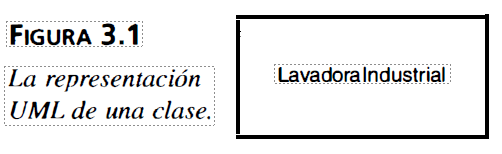 FIGURA 3.1
La representación
UML de una clase.
LavadoraIndustrial